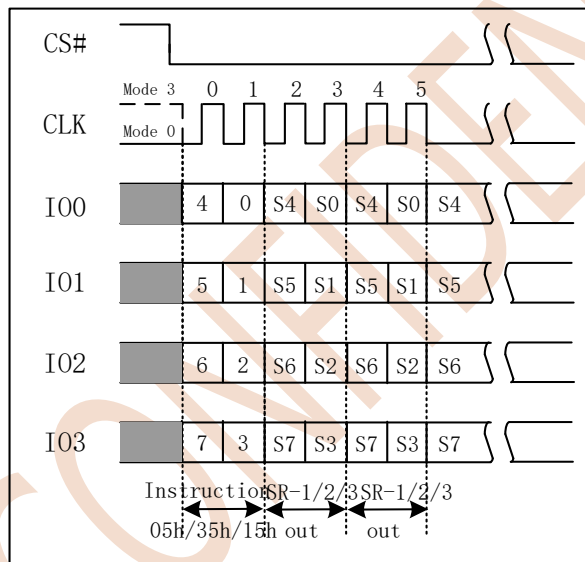 CS#
Mode 3 0 1 2 3 4 5
CLK
Mode 0
IO0 4 0 S4 S0 S4 S0 S4
IO1 5 1 S5 S1 S5 S1 S5
IO2 6 2 S6 S2 S6 S2 S6
IO3 7 3 S7 S3 S7 S3 S7
Instruction SR-1/2/3 SR-1/2/3
05h/35h/15h out out
CONFIDEN